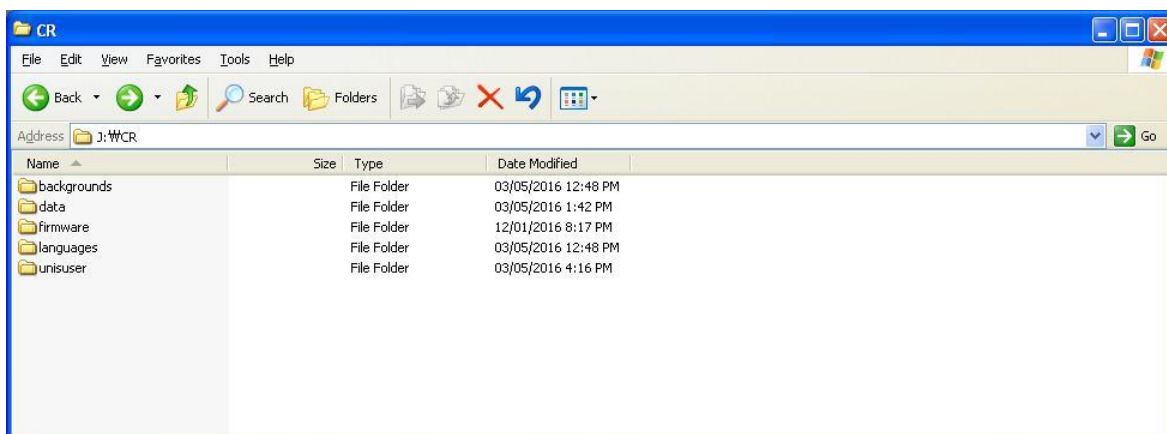 CR
File Edit View Favorites Tools Help
Back Search Folders
Address J:₩CR Go
Name Size Type Date Modified
backgrounds File Folder 03/05/2016 12:48 PM
data File Folder 03/05/2016 1:42 PM
firmware File Folder 12/01/2016 8:17 PM
languages File Folder 03/05/2016 12:48 PM
unisuser File Folder 03/05/2016 4:16 PM